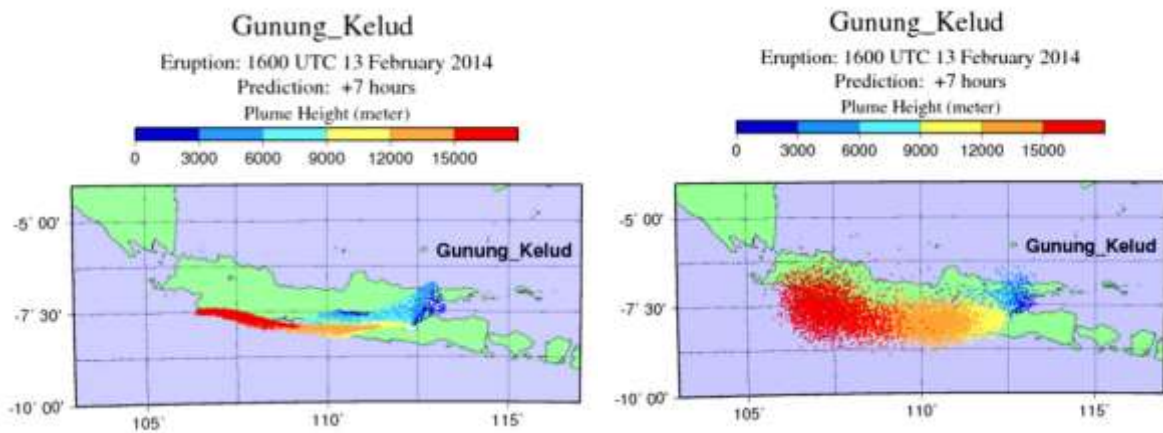 Gunung_Kelud
Eruption: 1600 UTC 13 February 2014
Prediction: +7 hours
Plume Height (meter)
0 3000 6000 9000 12000 15000
-5° 00'
Gunung_Kelud
-7° 30'
-10° 00'
105° 110° 115°
Gunung_Kelud
Eruption: 1600 UTC 13 February 2014
Prediction: +7 hours
Plume Height (meter)
0 3000 6000 9000 12000 15000
-5° 00'
Gunung_Kelud
-7° 30'
-10° 00'
105° 110° 115°